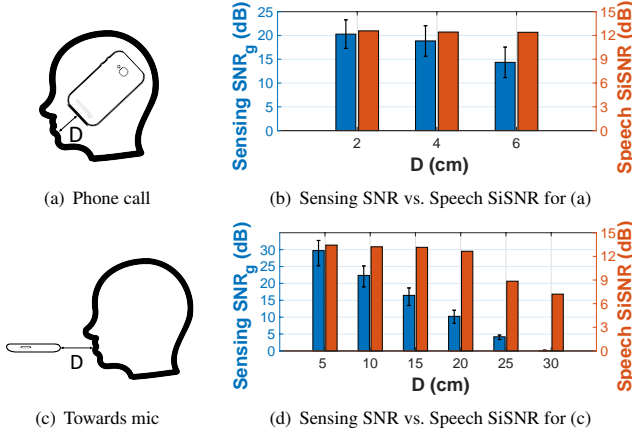 D
(a) Phone call
Sensing SNRg (dB)
25
20
15
10
5
0
15
12
9
6
3
0
Speech SiSNR (dB)
2 4 6
D (cm)
(b) Sensing SNR vs. Speech SiSNR for (a)
D
(c) Towards mic
Sensing SNRg (dB)
30
25
20
15
10
5
0
15
12
9
6
3
0
Speech SiSNR (dB)
5 10 15 20 25 30
D (cm)
(d) Sensing SNR vs. Speech SiSNR for (c)